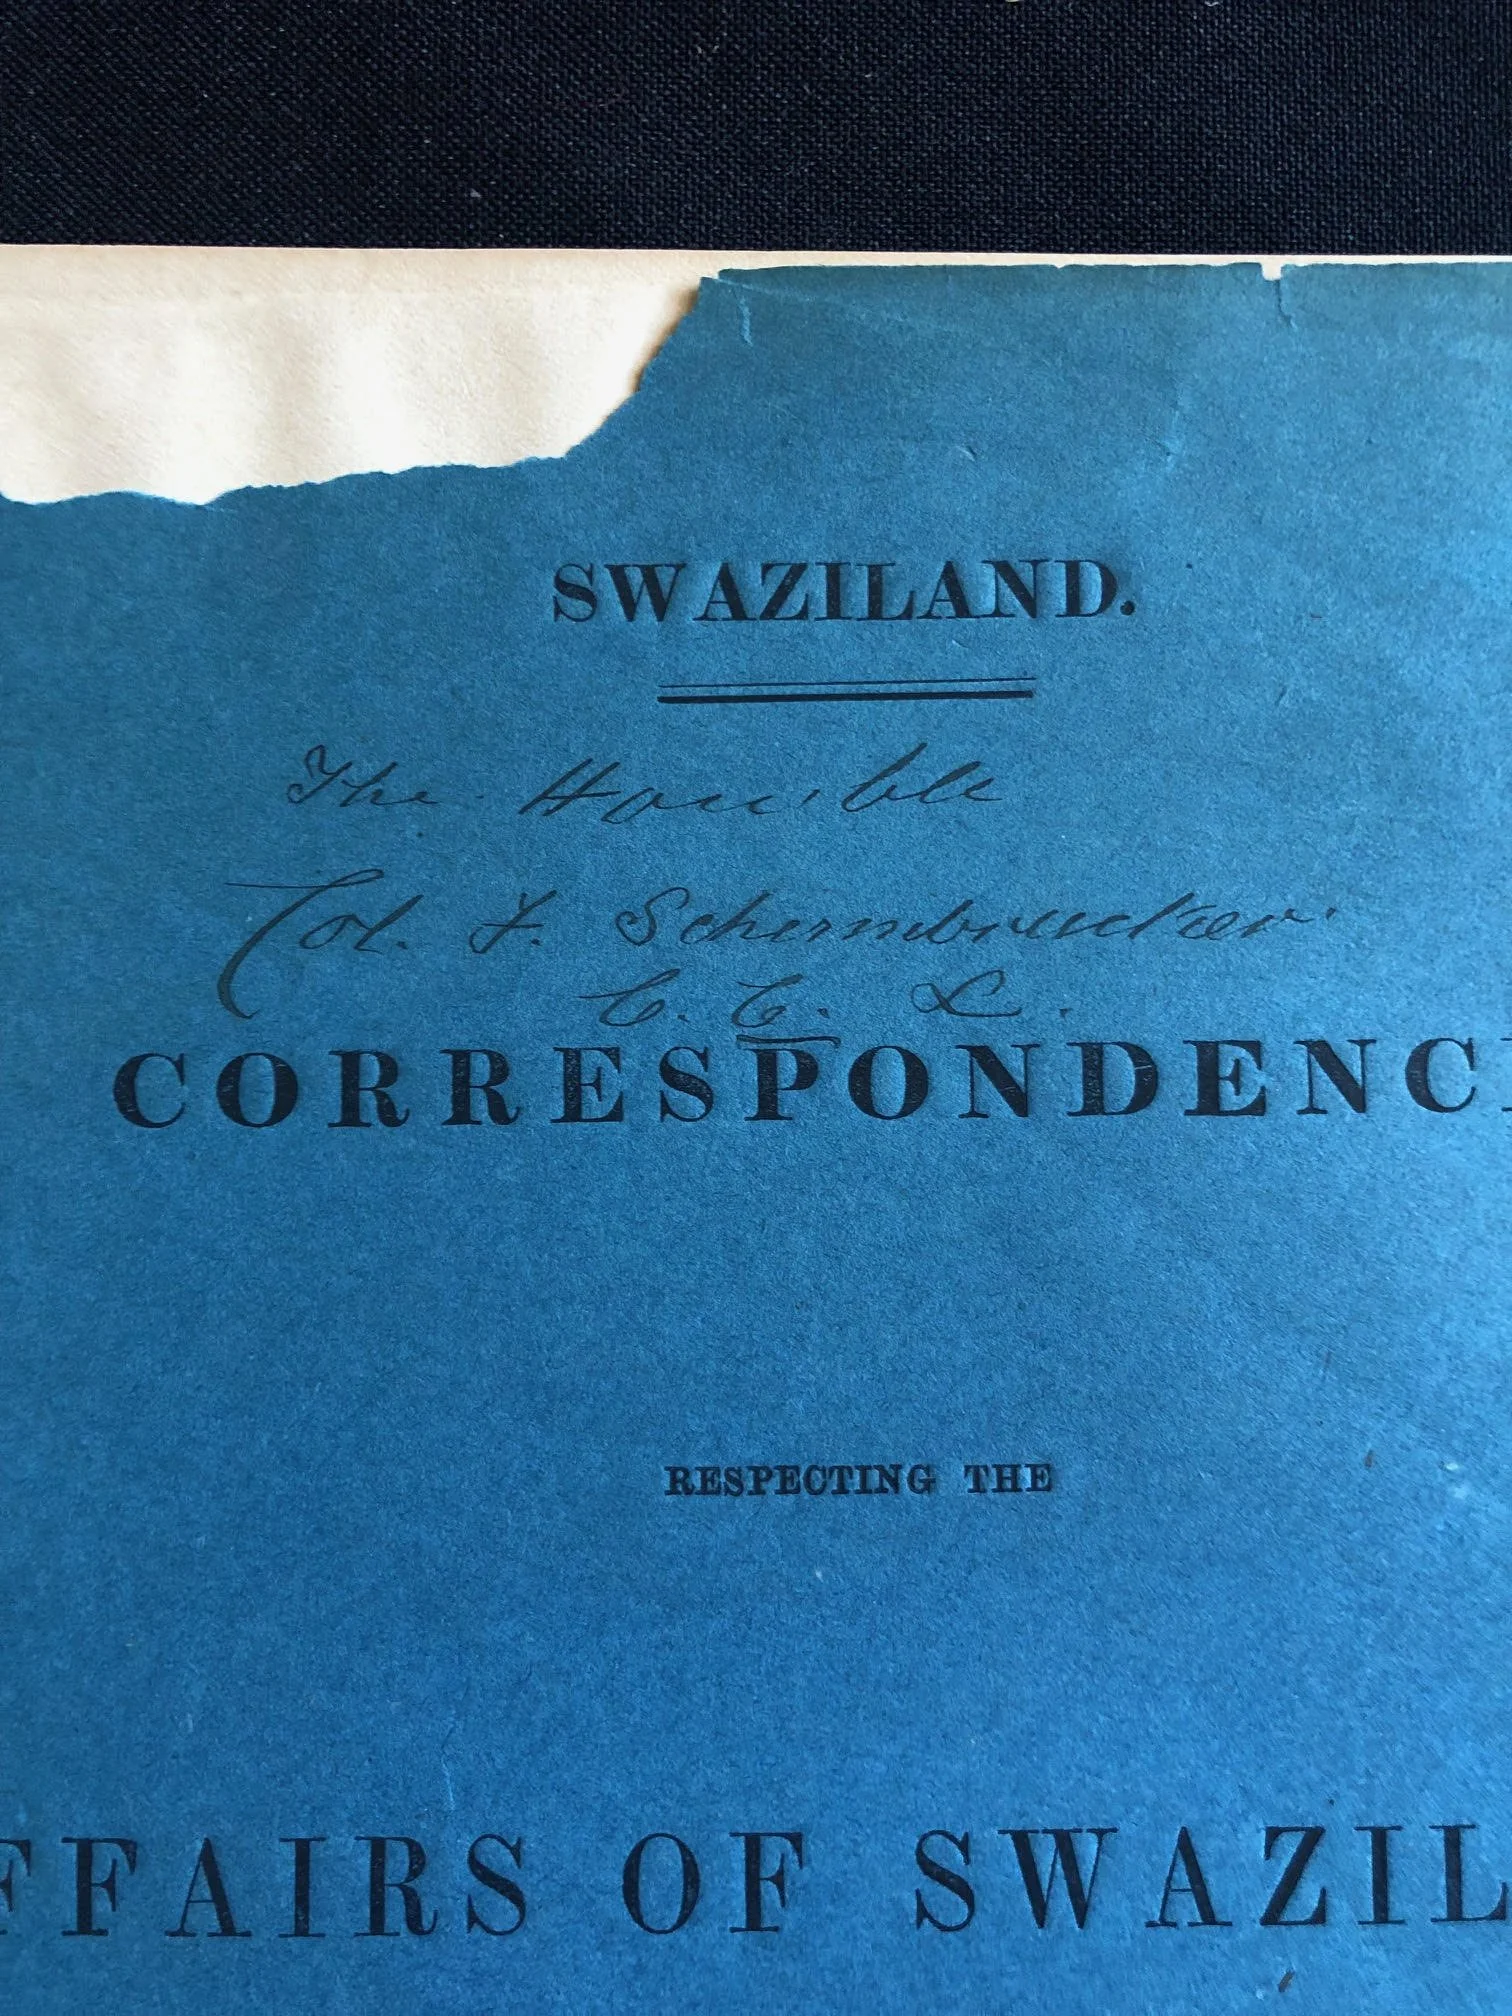 SWAZILAND.
The Hon'ble
Col. F. Schermbrucker.
C. C. &.
CORRESPONDENC
RESPECTING THE
FFAIRS OF SWAZIL